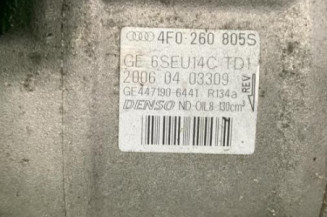 4F0 260 805S
GE 6SEU14C TD1
2006 04 03309
GE447190-6441 R134a
DENSO ND-OIL8-130cm³
REV